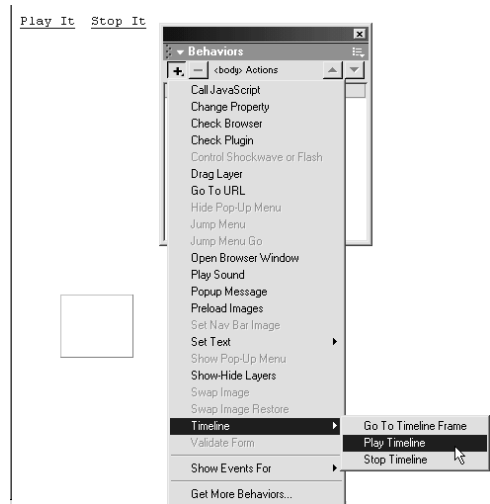 Play It Stop It
Behaviors
<body> Actions
Call JavaScript
Change Property
Check Browser
Check Plugin
Control Shockwave or Flash
Drag Layer
Go To URL
Hide Pop-Up Menu
Jump Menu
Jump Menu Go
Open Browser Window
Play Sound
Popup Message
Preload Images
Set Nav Bar Image
Set Text
Show Pop-Up Menu
Show-Hide Layers
Swap Image
Swap Image Restore
Timeline
Go To Timeline Frame
Play Timeline
Stop Timeline
Validate Form
Show Events For
Get More Behaviors...